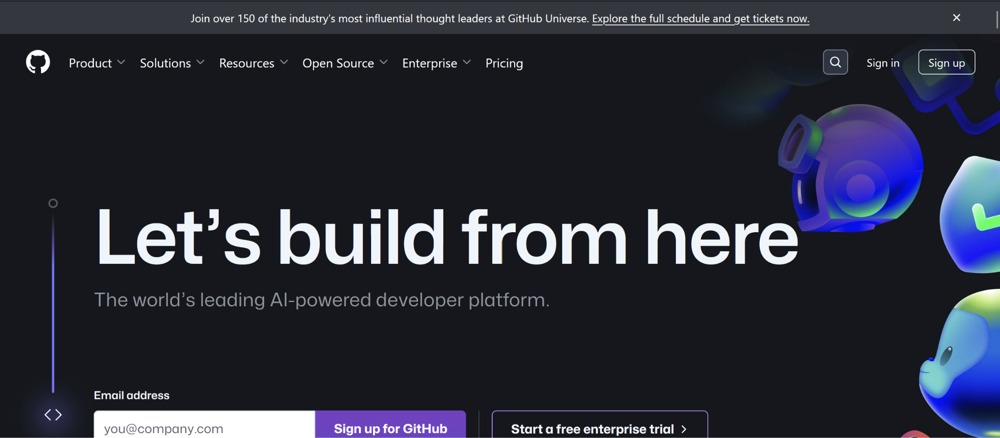 Join over 150 of the industry’s most influential thought leaders at GitHub Universe. Explore the full schedule and get tickets now.
Product Solutions Resources Open Source Enterprise Pricing Sign in Sign up
Let’s build from here
The world’s leading AI-powered developer platform.
Email address
you@company.com Sign up for GitHub Start a free enterprise trial